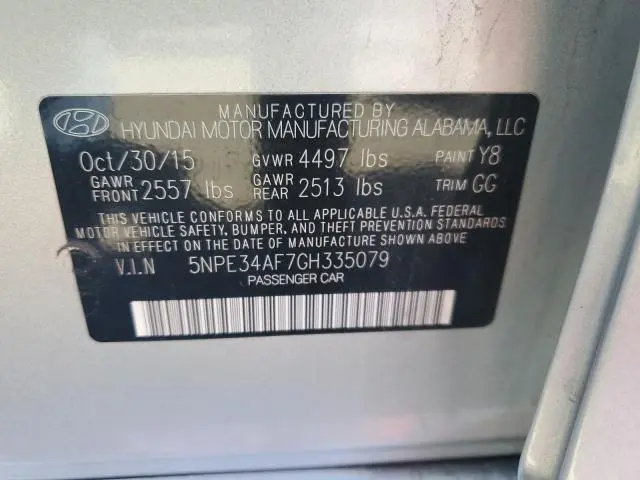 MANUFACTURED BY
HYUNDAI MOTOR MANUFACTURING ALABAMA, LLC
Oct/30/15 GVWR 4497 lbs PAINT Y8
GAWR FRONT 2557 lbs GAWR REAR 2513 lbs TRIM GG
THIS VEHICLE CONFORMS TO ALL APPLICABLE U.S.A. FEDERAL
MOTOR VEHICLE SAFETY, BUMPER, AND THEFT PREVENTION STANDARDS
IN EFFECT ON THE DATE OF MANUFACTURE SHOWN ABOVE.
V.I.N 5NPE34AF7GH335079
PASSENGER CAR